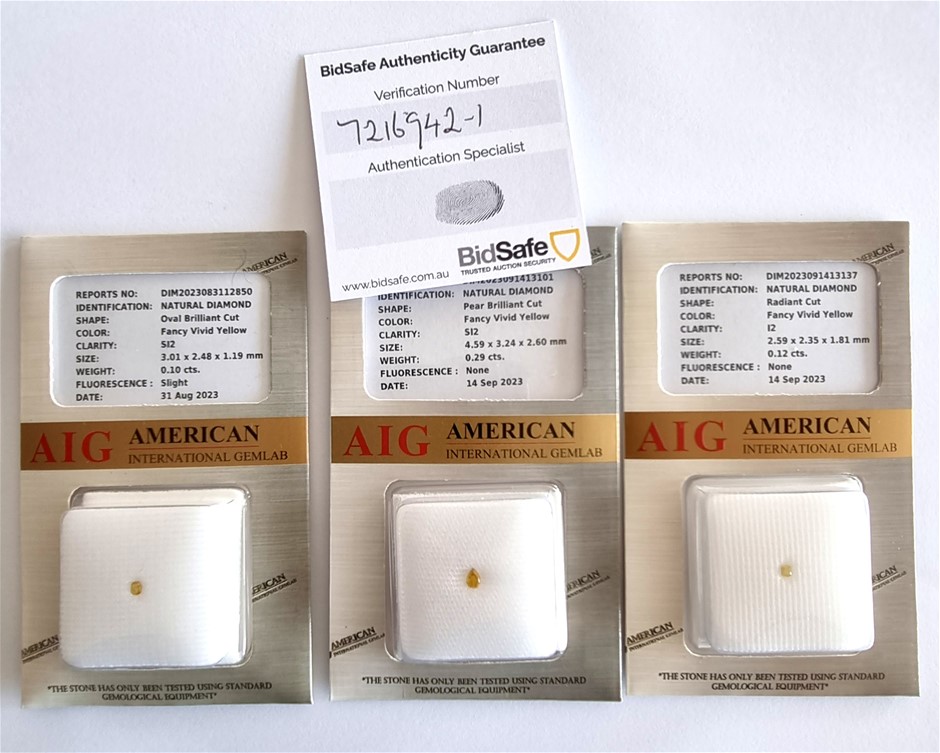 BidSafe Authenticity Guarantee
Verification Number
7216942-1
Authentication Specialist
BidSafe
TRUSTED AUCTION SECURITY
www.bidsafe.com.au
AMERICAN
REPORTS NO: DIM2023083112850
IDENTIFICATION: NATURAL DIAMOND
SHAPE: Oval Brilliant Cut
COLOR: Fancy Vivid Yellow
CLARITY: SI2
SIZE: 3.01 x 2.48 x 1.19 mm
WEIGHT: 0.10 cts.
FLUORESCENCE : Slight
DATE: 31 Aug 2023
AIG AMERICAN
INTERNATIONAL GEMLAB
AMERICAN
*THE STONE HAS ONLY BEEN TESTED USING STANDARD
GEMOLOGICAL EQUIPMENT*
IDENTIFICATION: NATURAL DIAMOND
SHAPE: Pear Brilliant Cut
COLOR: Fancy Vivid Yellow
CLARITY: SI2
SIZE: 4.59 x 3.24 x 2.60 mm
WEIGHT: 0.29 cts.
FLUORESCENCE : None
DATE: 14 Sep 2023
AIG AMERICAN
INTERNATIONAL GEMLAB
AMERICAN
*THE STONE HAS ONLY BEEN TESTED USING STANDARD
GEMOLOGICAL EQUIPMENT*
AMERICAN
REPORTS NO: DIM2023091413137
IDENTIFICATION: NATURAL DIAMOND
SHAPE: Radiant Cut
COLOR: Fancy Vivid Yellow
CLARITY: I2
SIZE: 2.59 x 2.35 x 1.81 mm
WEIGHT: 0.12 cts.
FLUORESCENCE : None
DATE: 14 Sep 2023
AIG AMERICAN
INTERNATIONAL GEMLAB
AMERICAN
*THE STONE HAS ONLY BEEN TESTED USING STANDARD
GEMOLOGICAL EQUIPMENT*